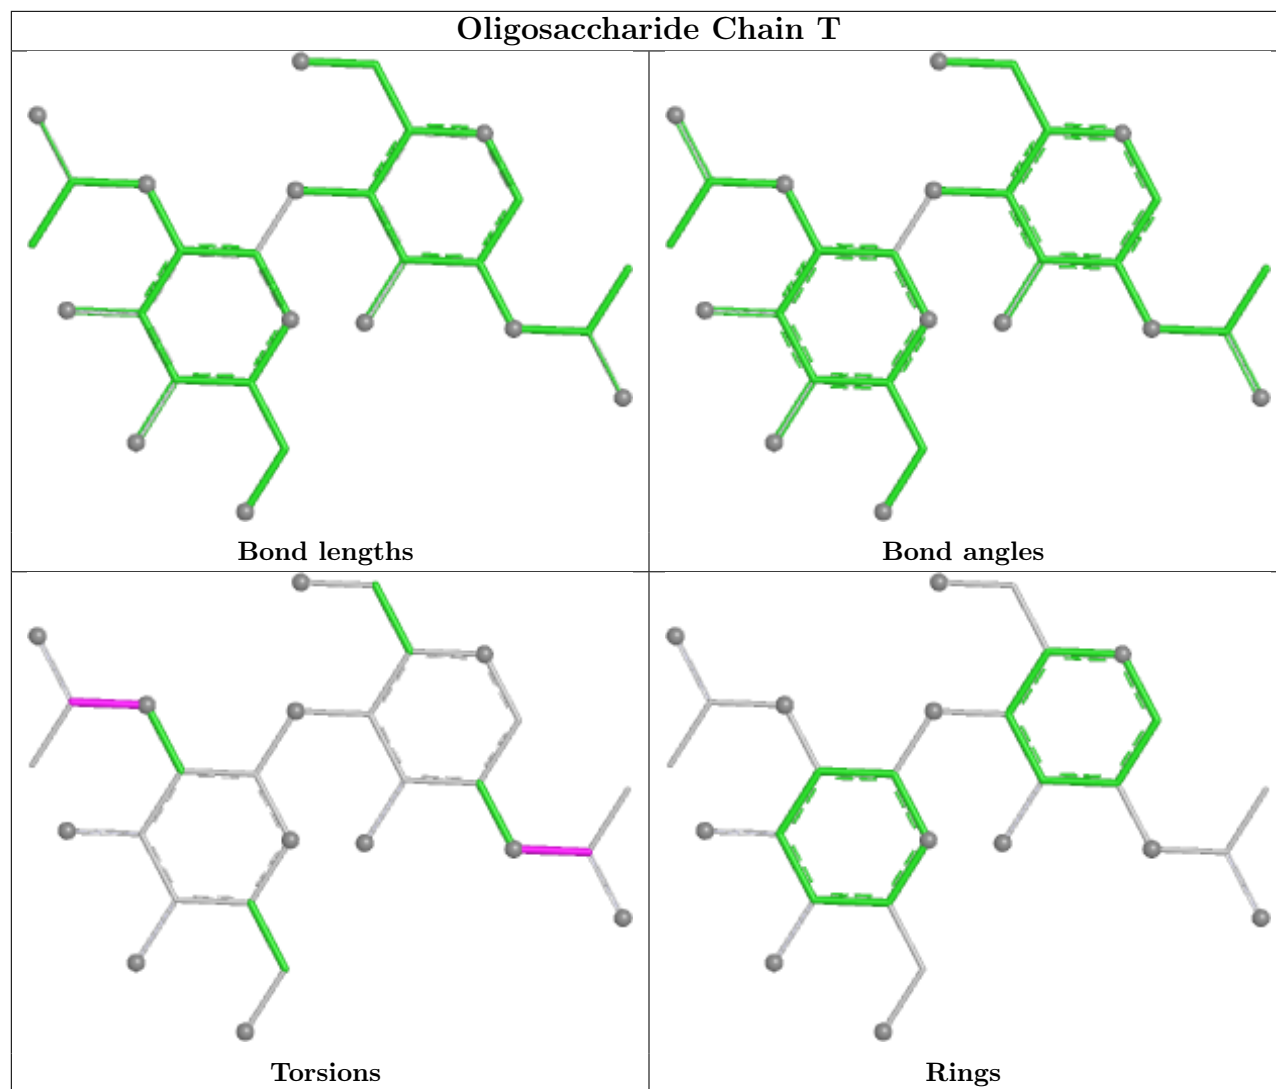 Oligosaccharide Chain T
Bond lengths
Bond angles
Torsions
Rings